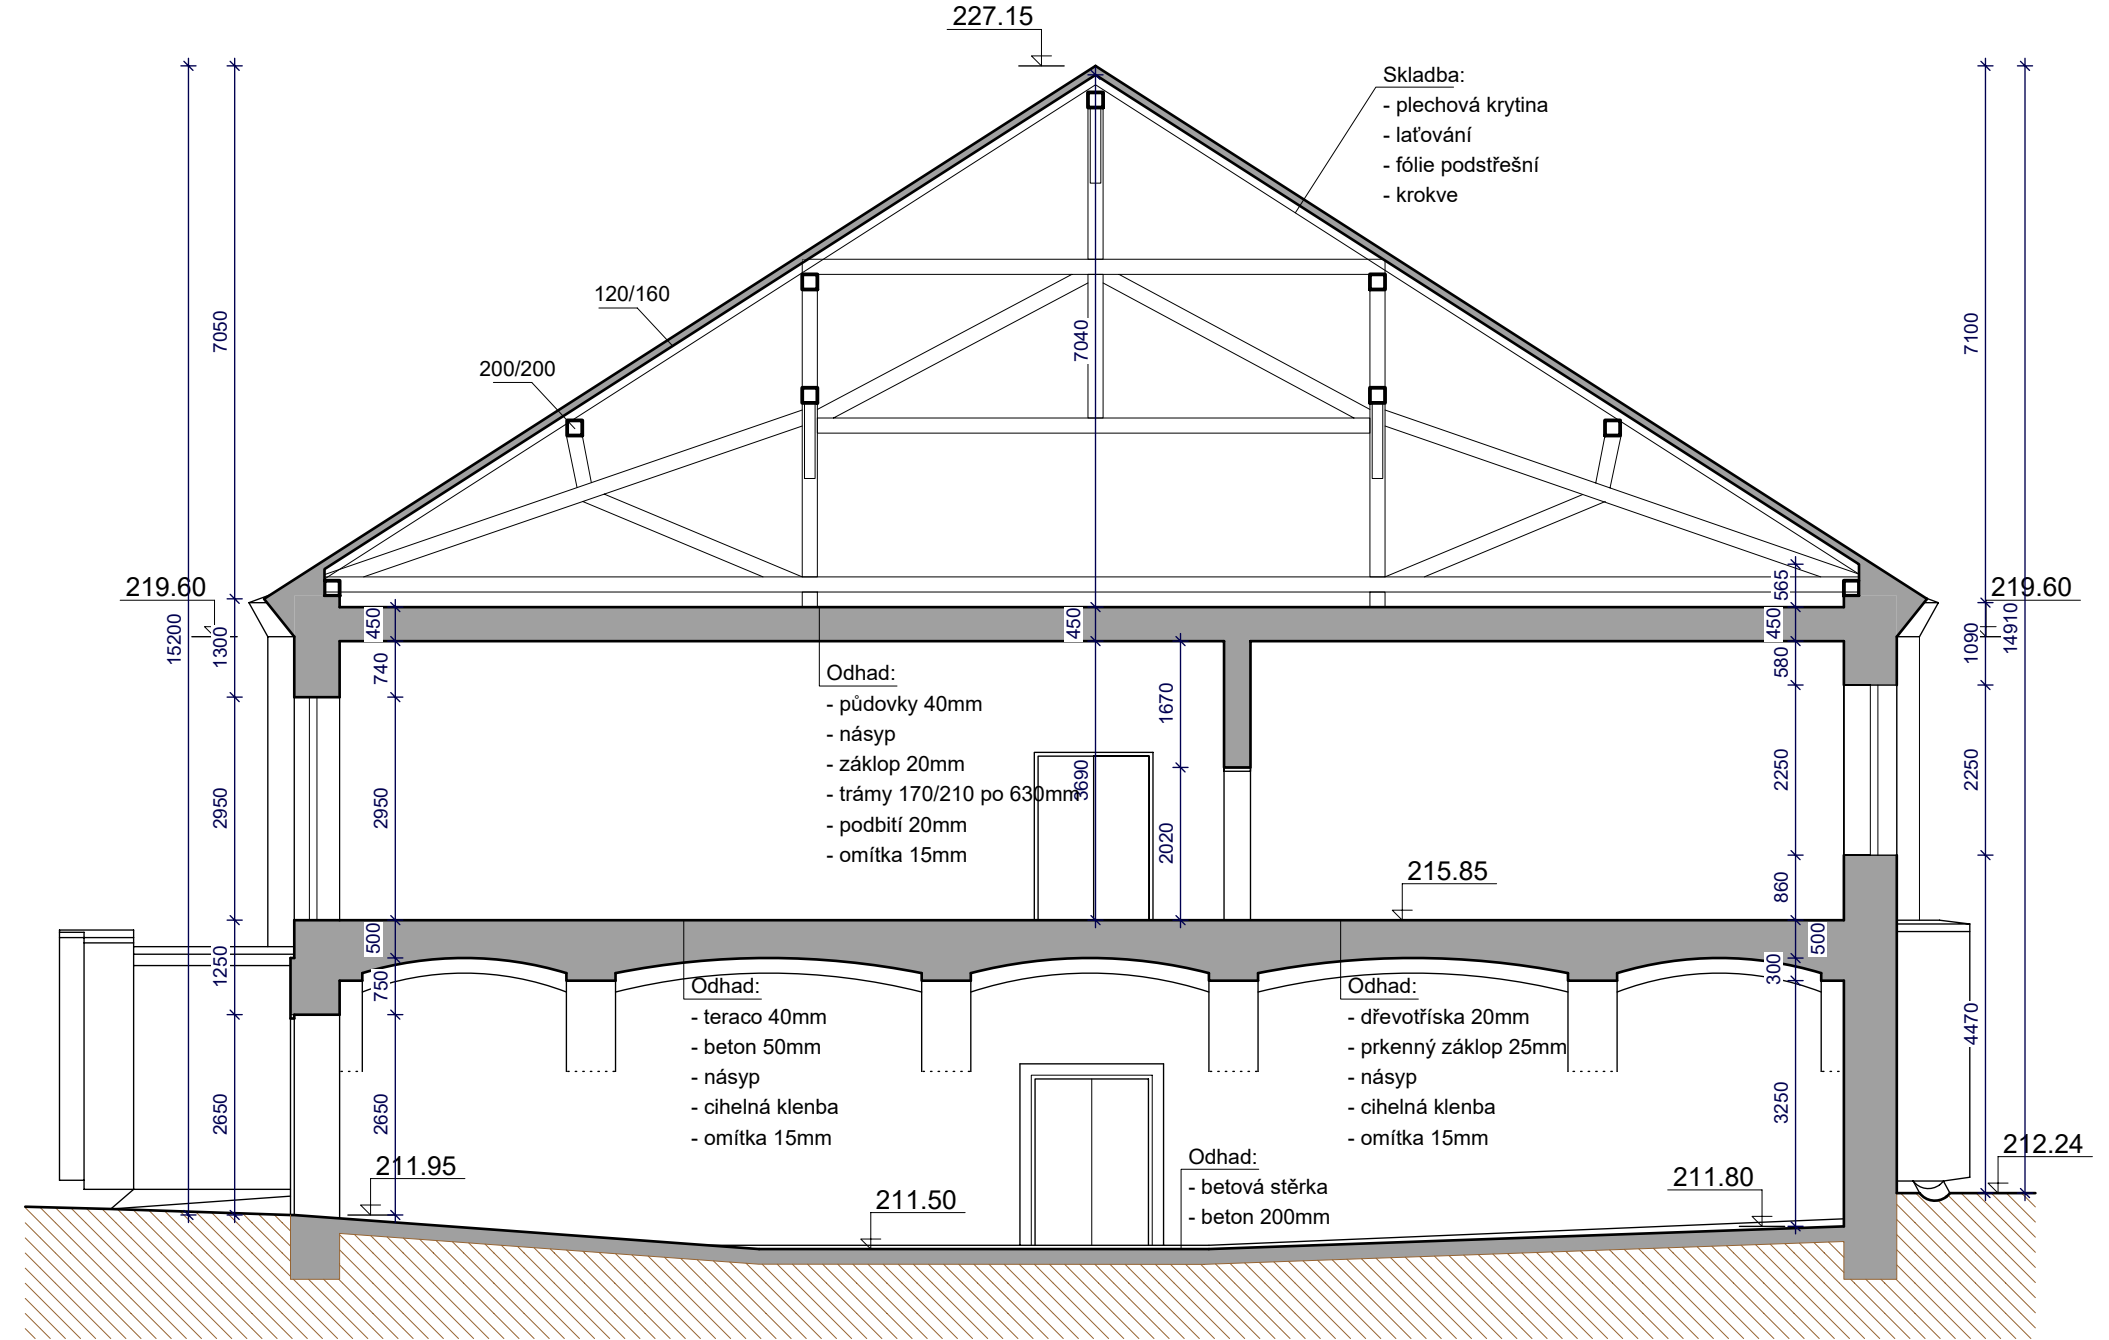 227.15
Skladba:
- plechová krytina
- laťování
- fólie podstřešní
- krokve
120/160
200/200
7050
7040
7100
219.60
219.60
15200
1300
450
740
450
565
450
580
1090
14910
Odhad:
- půdovky 40mm
- násyp
- záklop 20mm
- trámy 170/210 po 630mm
- podbití 20mm
- omítka 15mm
1670
2950
2950
3690
2020
2250
2250
860
215.85
1250
500
750
500
300
4470
Odhad:
- teraco 40mm
- beton 50mm
- násyp
- cihelná klenba
- omítka 15mm
Odhad:
- dřevotříska 20mm
- prkenný záklop 25mm
- násyp
- cihelná klenba
- omítka 15mm
2650
2650
3250
212.24
211.95
211.50
211.80
Odhad:
- betová stěrka
- beton 200mm